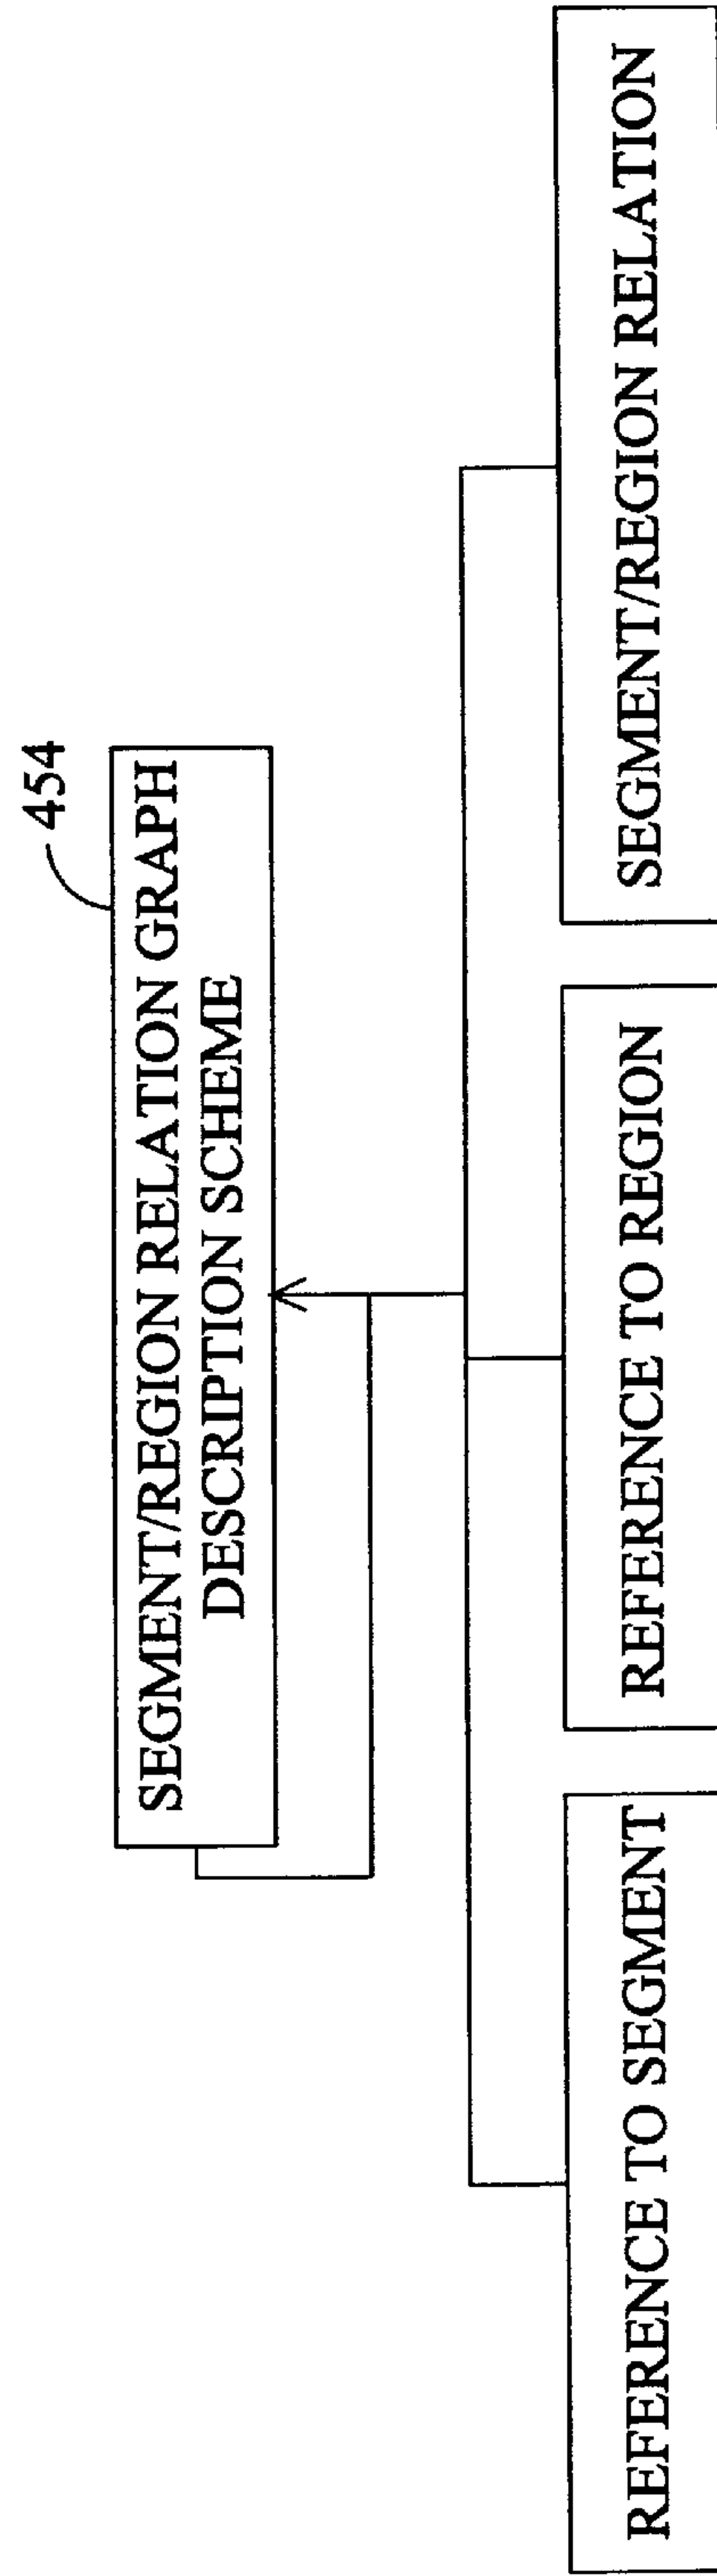 454
SEGMENT/REGION RELATION GRAPH
DESCRIPTION SCHEME
REFERENCE TO SEGMENT
REFERENCE TO REGION
SEGMENT/REGION RELATION